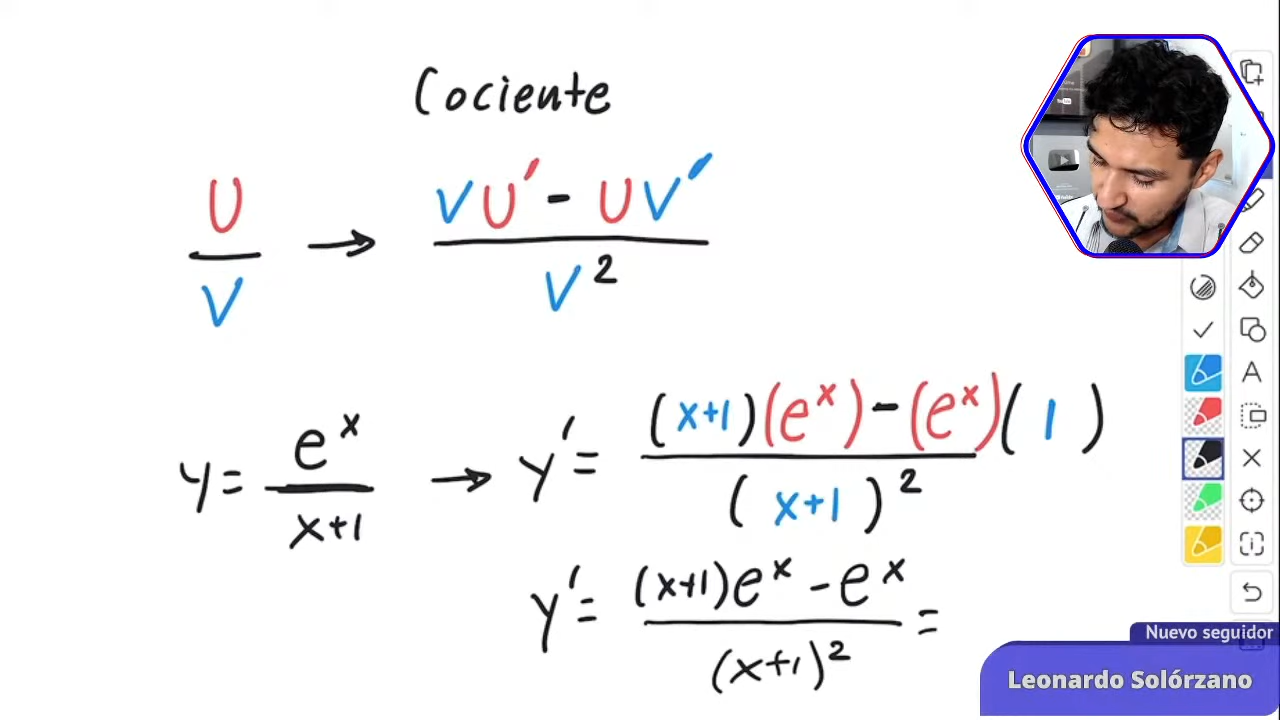 Cociente
U/V → (VU' - UV')/V²
y = e^x/(x+1) → y' = ((x+1)(e^x) - (e^x)(1))/(x+1)²
y' = ((x+1)e^x - e^x)/(x+1)² =
Nuevo seguidor
Leonardo Solórzano